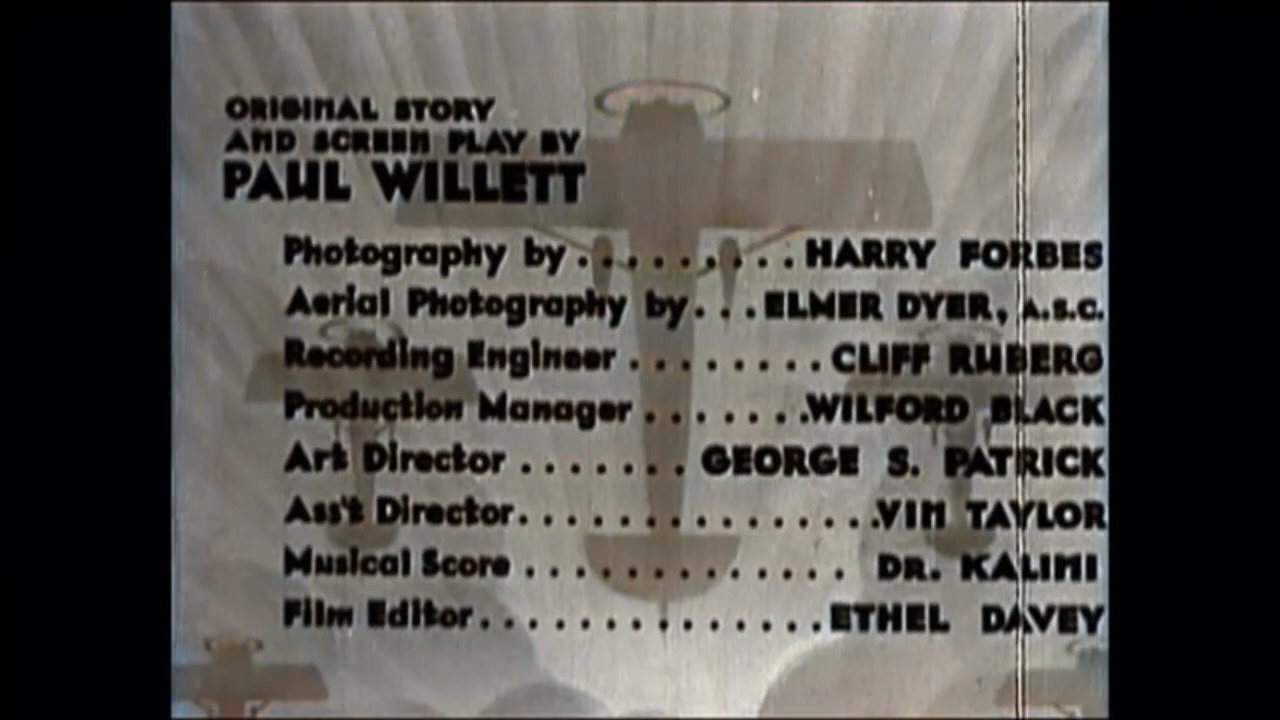 ORIGINAL STORY
AND SCREEN PLAY BY
PAUL WILLETT
Photography by.........HARRY FORBES
Aerial Photography by...ELMER DYER, A.S.C.
Recording Engineer........CLIFF RUBERG
Production Manager.......WILFORD BLACK
Art Director.......GEORGE S. PATRICK
Ass't Director...............VIN TAYLOR
Musical Score.............DR. KALINI
Film Editor..............ETHEL DAVEY